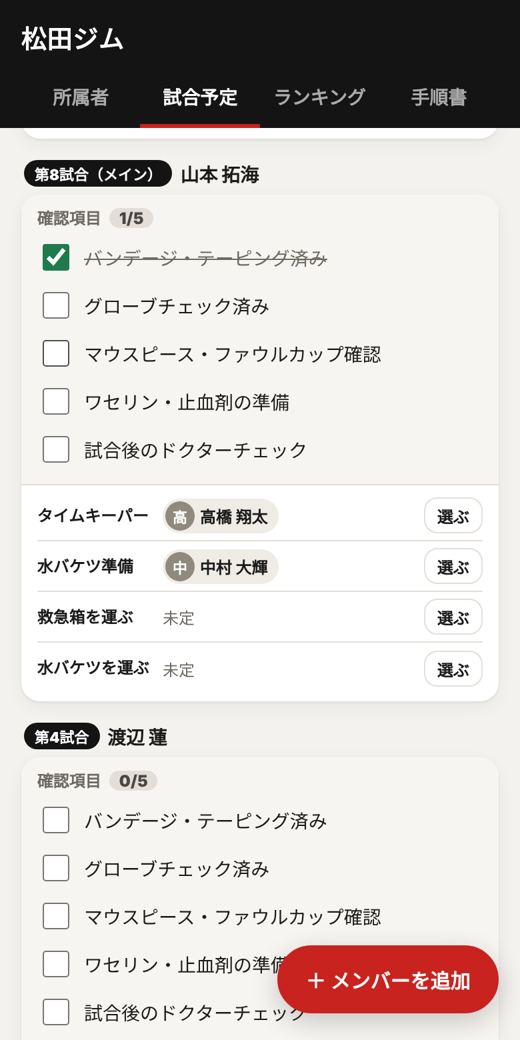 松田ジム
所属者 試合予定 ランキング 手順書
第8試合（メイン） 山本 拓海
確認項目 1/5
バンデージ・テーピング済み
グローブチェック済み
マウスピース・ファウルカップ確認
ワセリン・止血剤の準備
試合後のドクターチェック
タイムキーパー 高 高橋 翔太 選ぶ
水バケツ準備 中 中村 大輝 選ぶ
救急箱を運ぶ 未定 選ぶ
水バケツを運ぶ 未定 選ぶ
第4試合 渡辺 蓮
確認項目 0/5
バンデージ・テーピング済み
グローブチェック済み
マウスピース・ファウルカップ確認
ワセリン・止血剤の準備
＋ メンバーを追加
試合後のドクターチェック